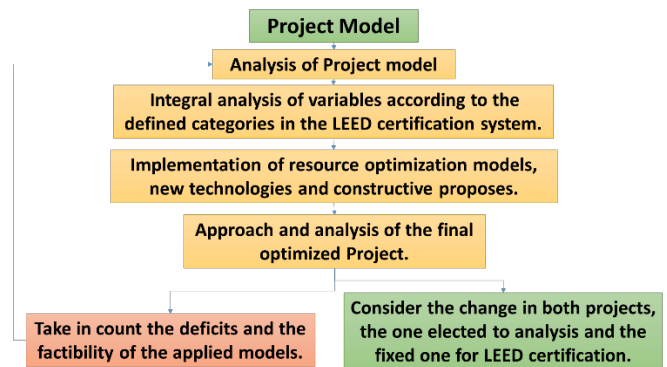 Project Model
Analysis of Project model
Integral analysis of variables according to the
defined categories in the LEED certification system.
Implementation of resource optimization models,
new technologies and constructive proposes.
Approach and analysis of the final
optimized Project.
Take in count the deficits and the
factibility of the applied models.
Consider the change in both projects,
the one elected to analysis and the
fixed one for LEED certification.